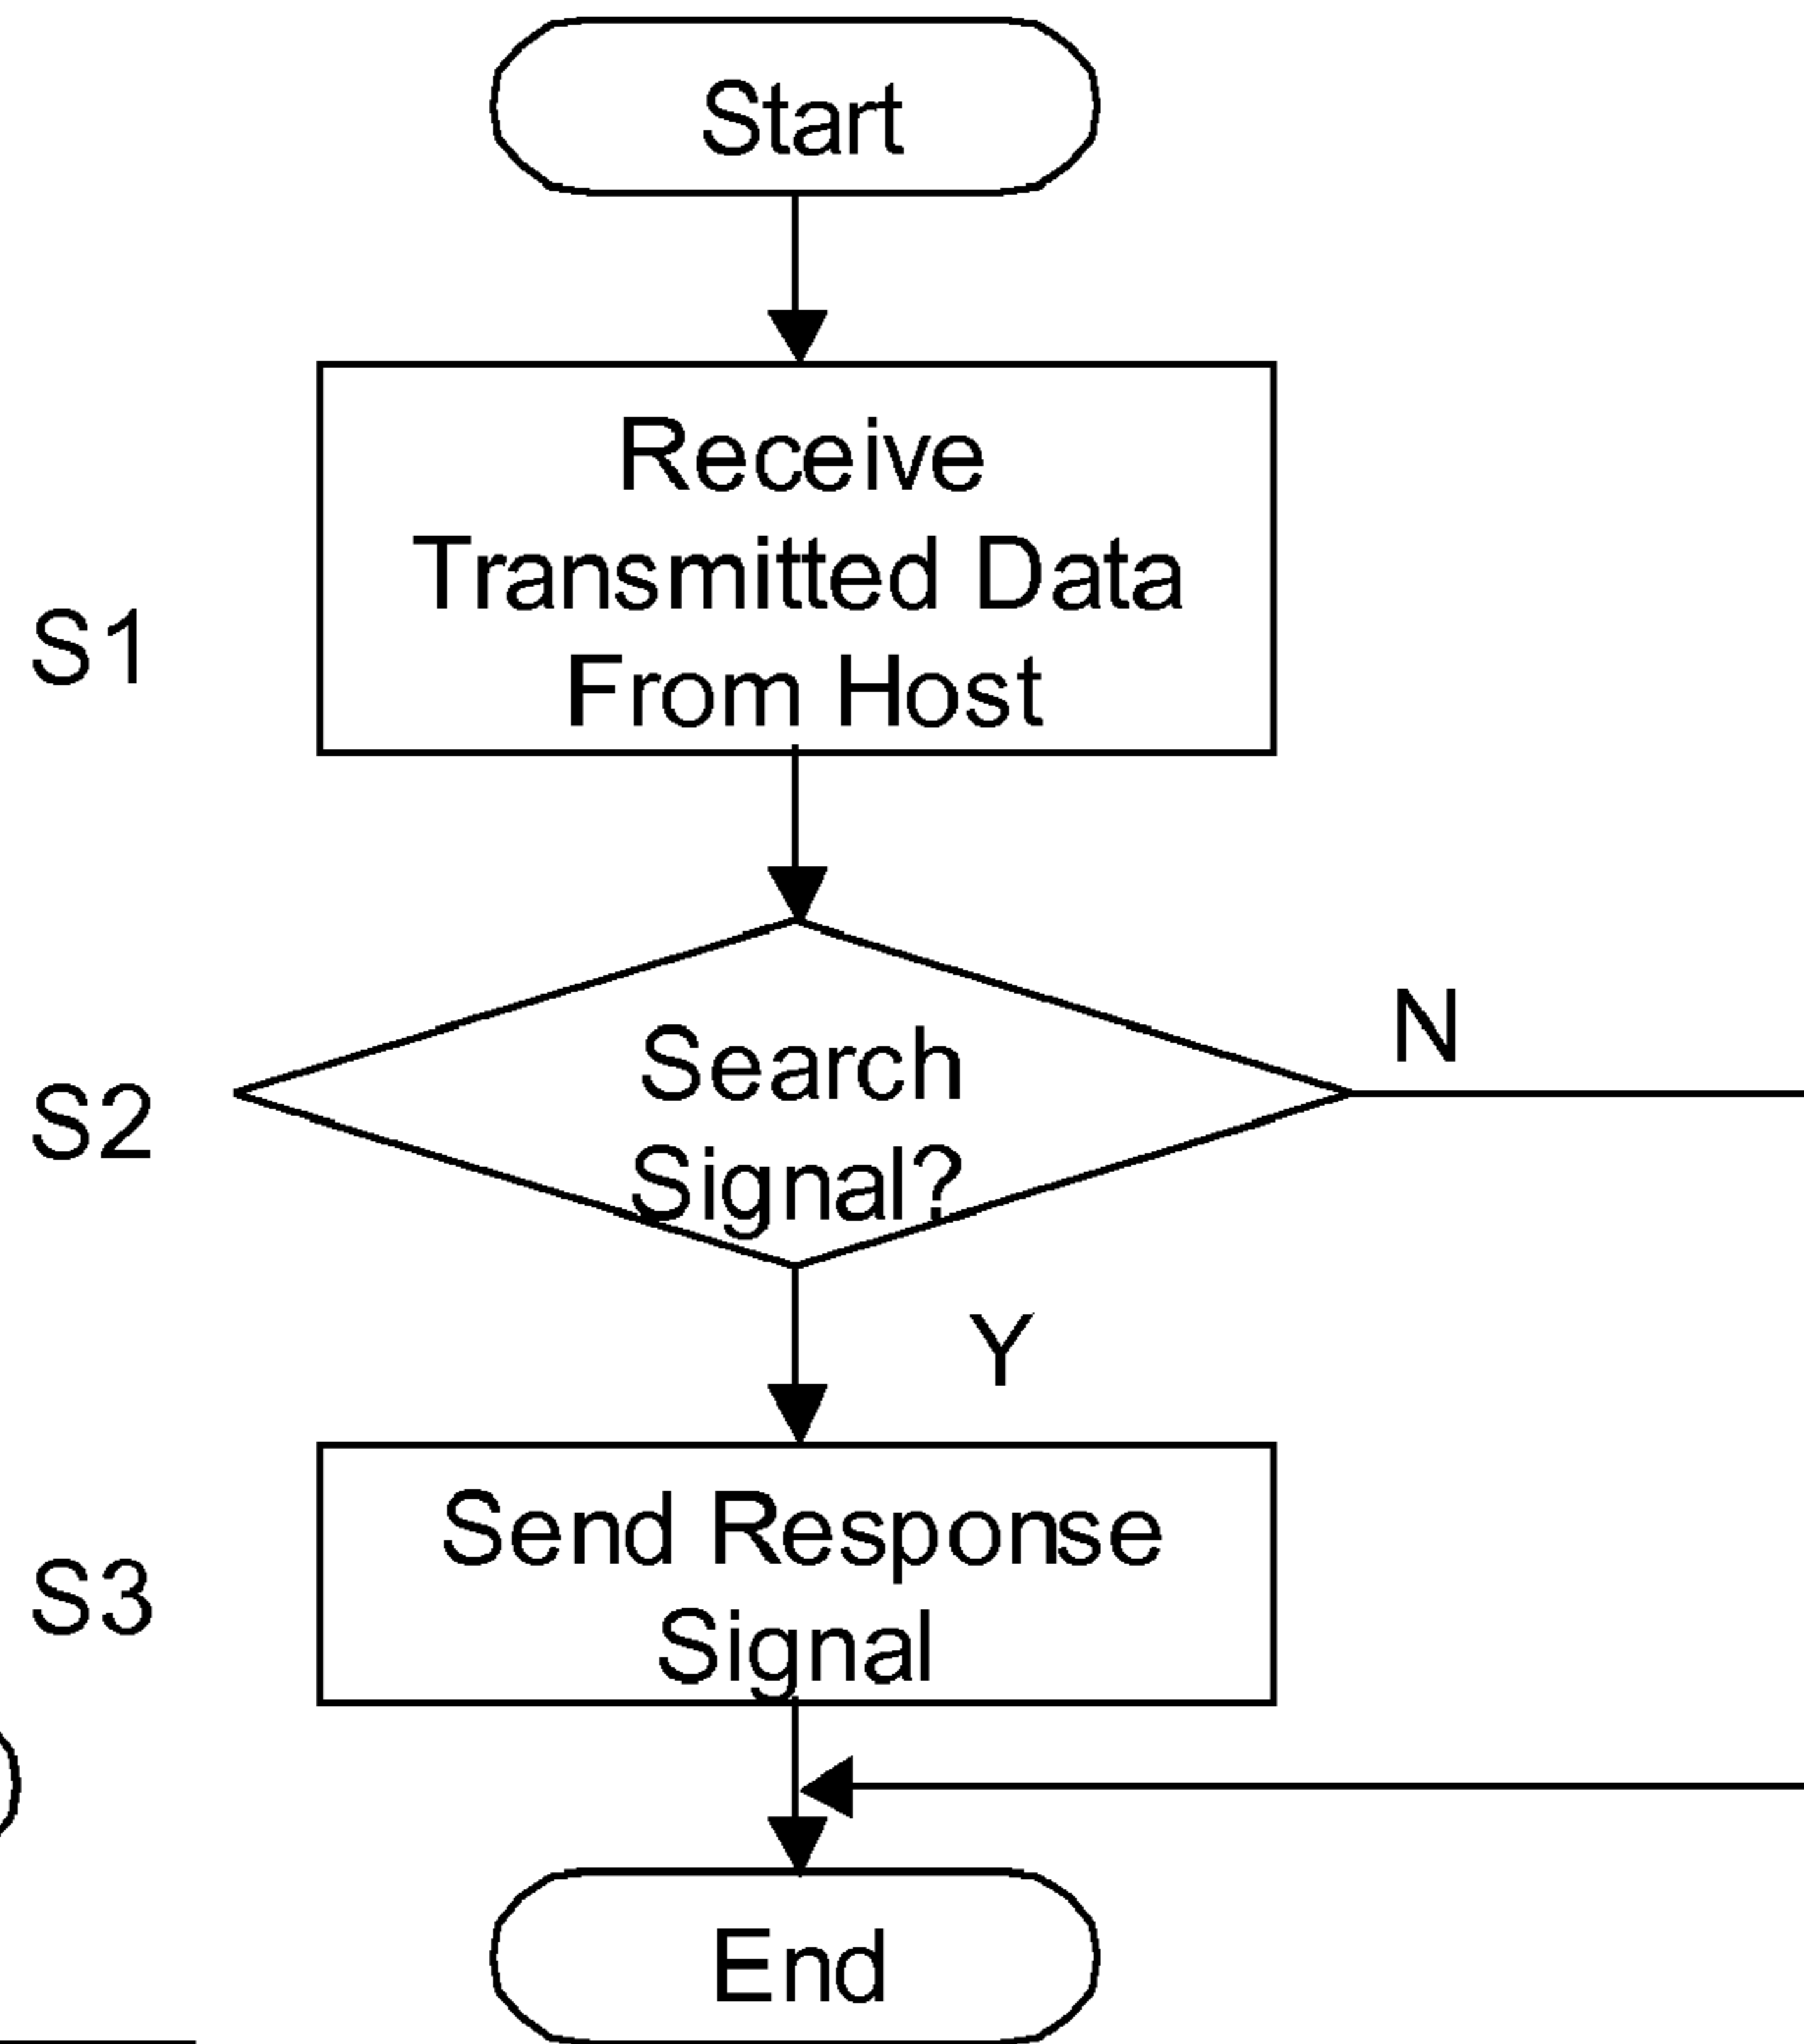 Start
Receive
Transmitted Data
From Host
S1
Search
Signal?
N
S2
Y
Send Response
Signal
S3
End